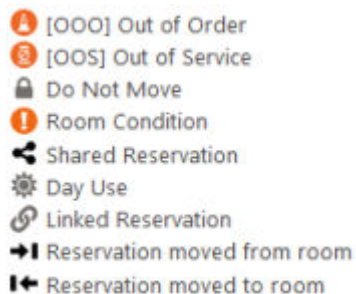 [OOO] Out of Order
[OOS] Out of Service
Do Not Move
Room Condition
Shared Reservation
Day Use
Linked Reservation
Reservation moved from room
Reservation moved to room